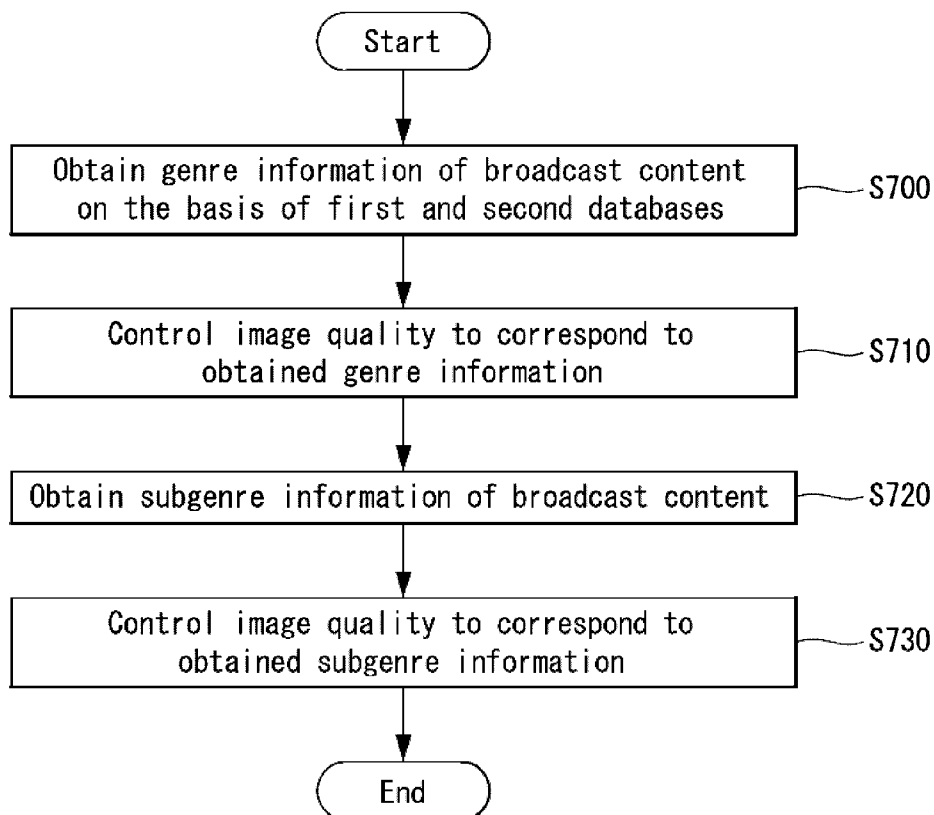 Start
Obtain genre information of broadcast content
on the basis of first and second databases
S700
Control image quality to correspond to
obtained genre information
S710
Obtain subgenre information of broadcast content
S720
Control image quality to correspond to
obtained subgenre information
S730
End